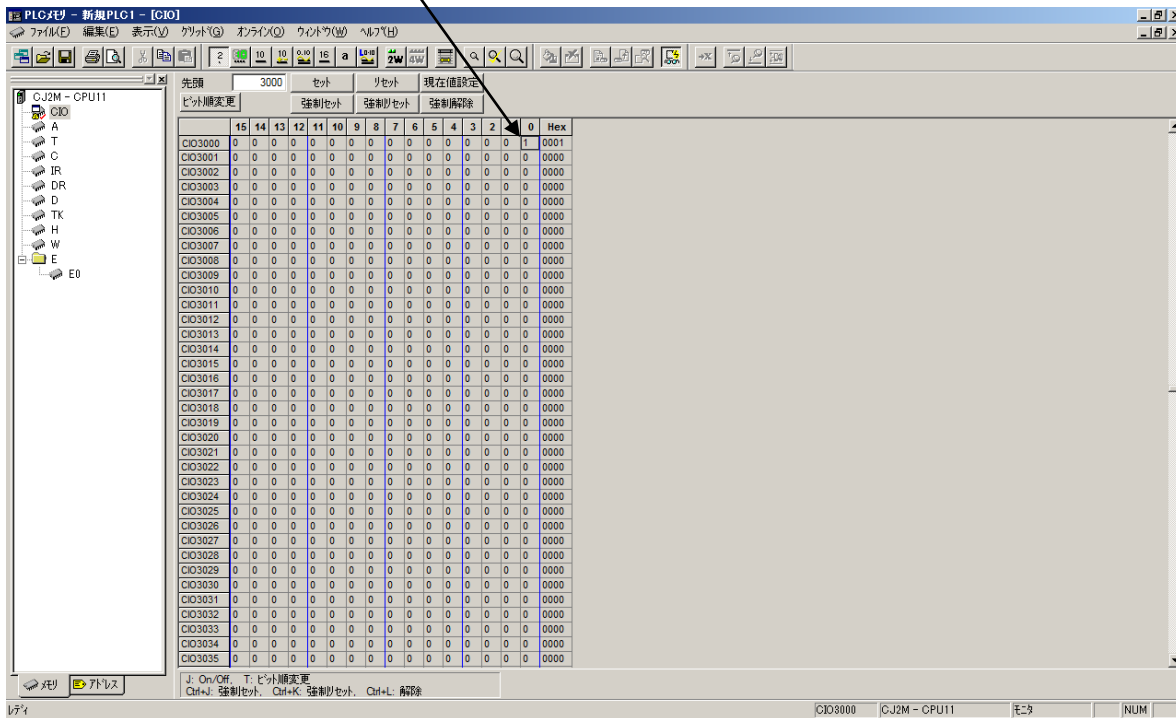 PLCメモリ - 新規PLC1 - [CIO]
ファイル(F) 編集(E) 表示(V) グリッド(G) オンライン(O) ウィンドウ(W) ヘルプ(H)
先頭 3000 セット リセット 現在値設定
ビット順変更 強制セット 強制リセット 強制解除
CJ2M - CPU11
CIO
A
T
C
IR
DR
D
TK
H
W
E
E0
15 14 13 12 11 10 9 8 7 6 5 4 3 2 0 Hex
CIO3000 0 0 0 0 0 0 0 0 0 0 0 0 0 0 0 1 0001
CIO3001 0 0 0 0 0 0 0 0 0 0 0 0 0 0 0 0 0000
CIO3002 0 0 0 0 0 0 0 0 0 0 0 0 0 0 0 0 0000
CIO3003 0 0 0 0 0 0 0 0 0 0 0 0 0 0 0 0 0000
CIO3004 0 0 0 0 0 0 0 0 0 0 0 0 0 0 0 0 0000
CIO3005 0 0 0 0 0 0 0 0 0 0 0 0 0 0 0 0 0000
CIO3006 0 0 0 0 0 0 0 0 0 0 0 0 0 0 0 0 0000
CIO3007 0 0 0 0 0 0 0 0 0 0 0 0 0 0 0 0 0000
CIO3008 0 0 0 0 0 0 0 0 0 0 0 0 0 0 0 0 0000
CIO3009 0 0 0 0 0 0 0 0 0 0 0 0 0 0 0 0 0000
CIO3010 0 0 0 0 0 0 0 0 0 0 0 0 0 0 0 0 0000
CIO3011 0 0 0 0 0 0 0 0 0 0 0 0 0 0 0 0 0000
CIO3012 0 0 0 0 0 0 0 0 0 0 0 0 0 0 0 0 0000
CIO3013 0 0 0 0 0 0 0 0 0 0 0 0 0 0 0 0 0000
CIO3014 0 0 0 0 0 0 0 0 0 0 0 0 0 0 0 0 0000
CIO3015 0 0 0 0 0 0 0 0 0 0 0 0 0 0 0 0 0000
CIO3016 0 0 0 0 0 0 0 0 0 0 0 0 0 0 0 0 0000
CIO3017 0 0 0 0 0 0 0 0 0 0 0 0 0 0 0 0 0000
CIO3018 0 0 0 0 0 0 0 0 0 0 0 0 0 0 0 0 0000
CIO3019 0 0 0 0 0 0 0 0 0 0 0 0 0 0 0 0 0000
CIO3020 0 0 0 0 0 0 0 0 0 0 0 0 0 0 0 0 0000
CIO3021 0 0 0 0 0 0 0 0 0 0 0 0 0 0 0 0 0000
CIO3022 0 0 0 0 0 0 0 0 0 0 0 0 0 0 0 0 0000
CIO3023 0 0 0 0 0 0 0 0 0 0 0 0 0 0 0 0 0000
CIO3024 0 0 0 0 0 0 0 0 0 0 0 0 0 0 0 0 0000
CIO3025 0 0 0 0 0 0 0 0 0 0 0 0 0 0 0 0 0000
CIO3026 0 0 0 0 0 0 0 0 0 0 0 0 0 0 0 0 0000
CIO3027 0 0 0 0 0 0 0 0 0 0 0 0 0 0 0 0 0000
CIO3028 0 0 0 0 0 0 0 0 0 0 0 0 0 0 0 0 0000
CIO3029 0 0 0 0 0 0 0 0 0 0 0 0 0 0 0 0 0000
CIO3030 0 0 0 0 0 0 0 0 0 0 0 0 0 0 0 0 0000
CIO3031 0 0 0 0 0 0 0 0 0 0 0 0 0 0 0 0 0000
CIO3032 0 0 0 0 0 0 0 0 0 0 0 0 0 0 0 0 0000
CIO3033 0 0 0 0 0 0 0 0 0 0 0 0 0 0 0 0 0000
CIO3034 0 0 0 0 0 0 0 0 0 0 0 0 0 0 0 0 0000
CIO3035 0 0 0 0 0 0 0 0 0 0 0 0 0 0 0 0 0000
メモリ アドレス
J: On/Off, T: ビット順変更
Ctrl+J: 強制セット, Ctrl+K: 強制リセット, Ctrl+L: 解除
レディ CIO3000 CJ2M - CPU11 モニタ NUM